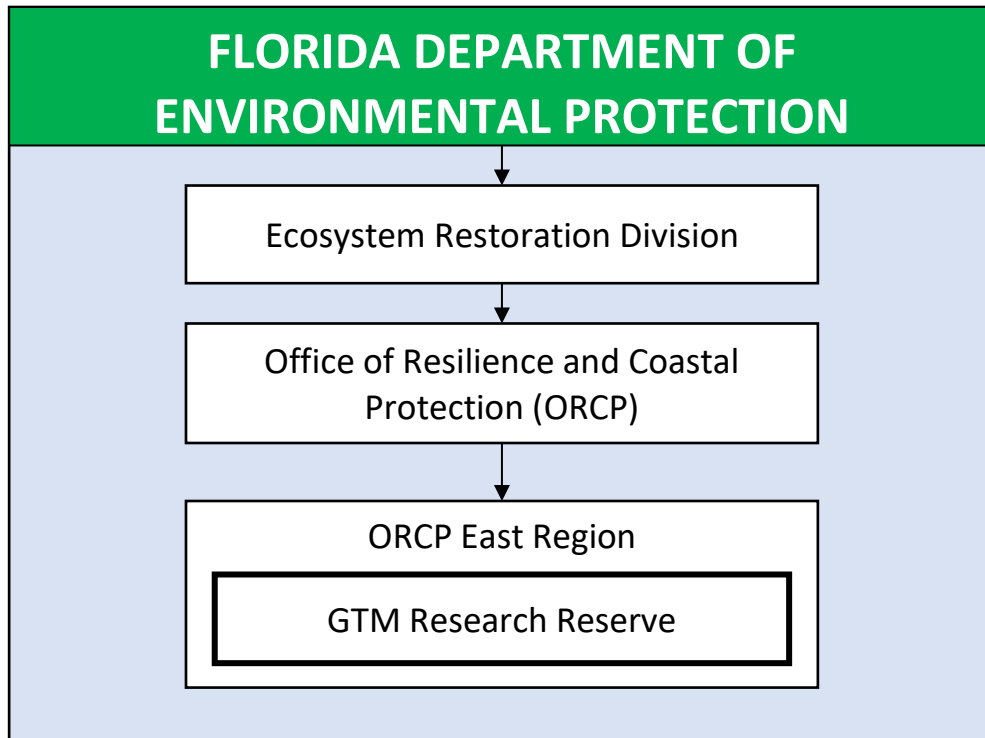 FLORIDA DEPARTMENT OF
ENVIRONMENTAL PROTECTION
Ecosystem Restoration Division
Office of Resilience and Coastal
Protection (ORCP)
ORCP East Region
GTM Research Reserve